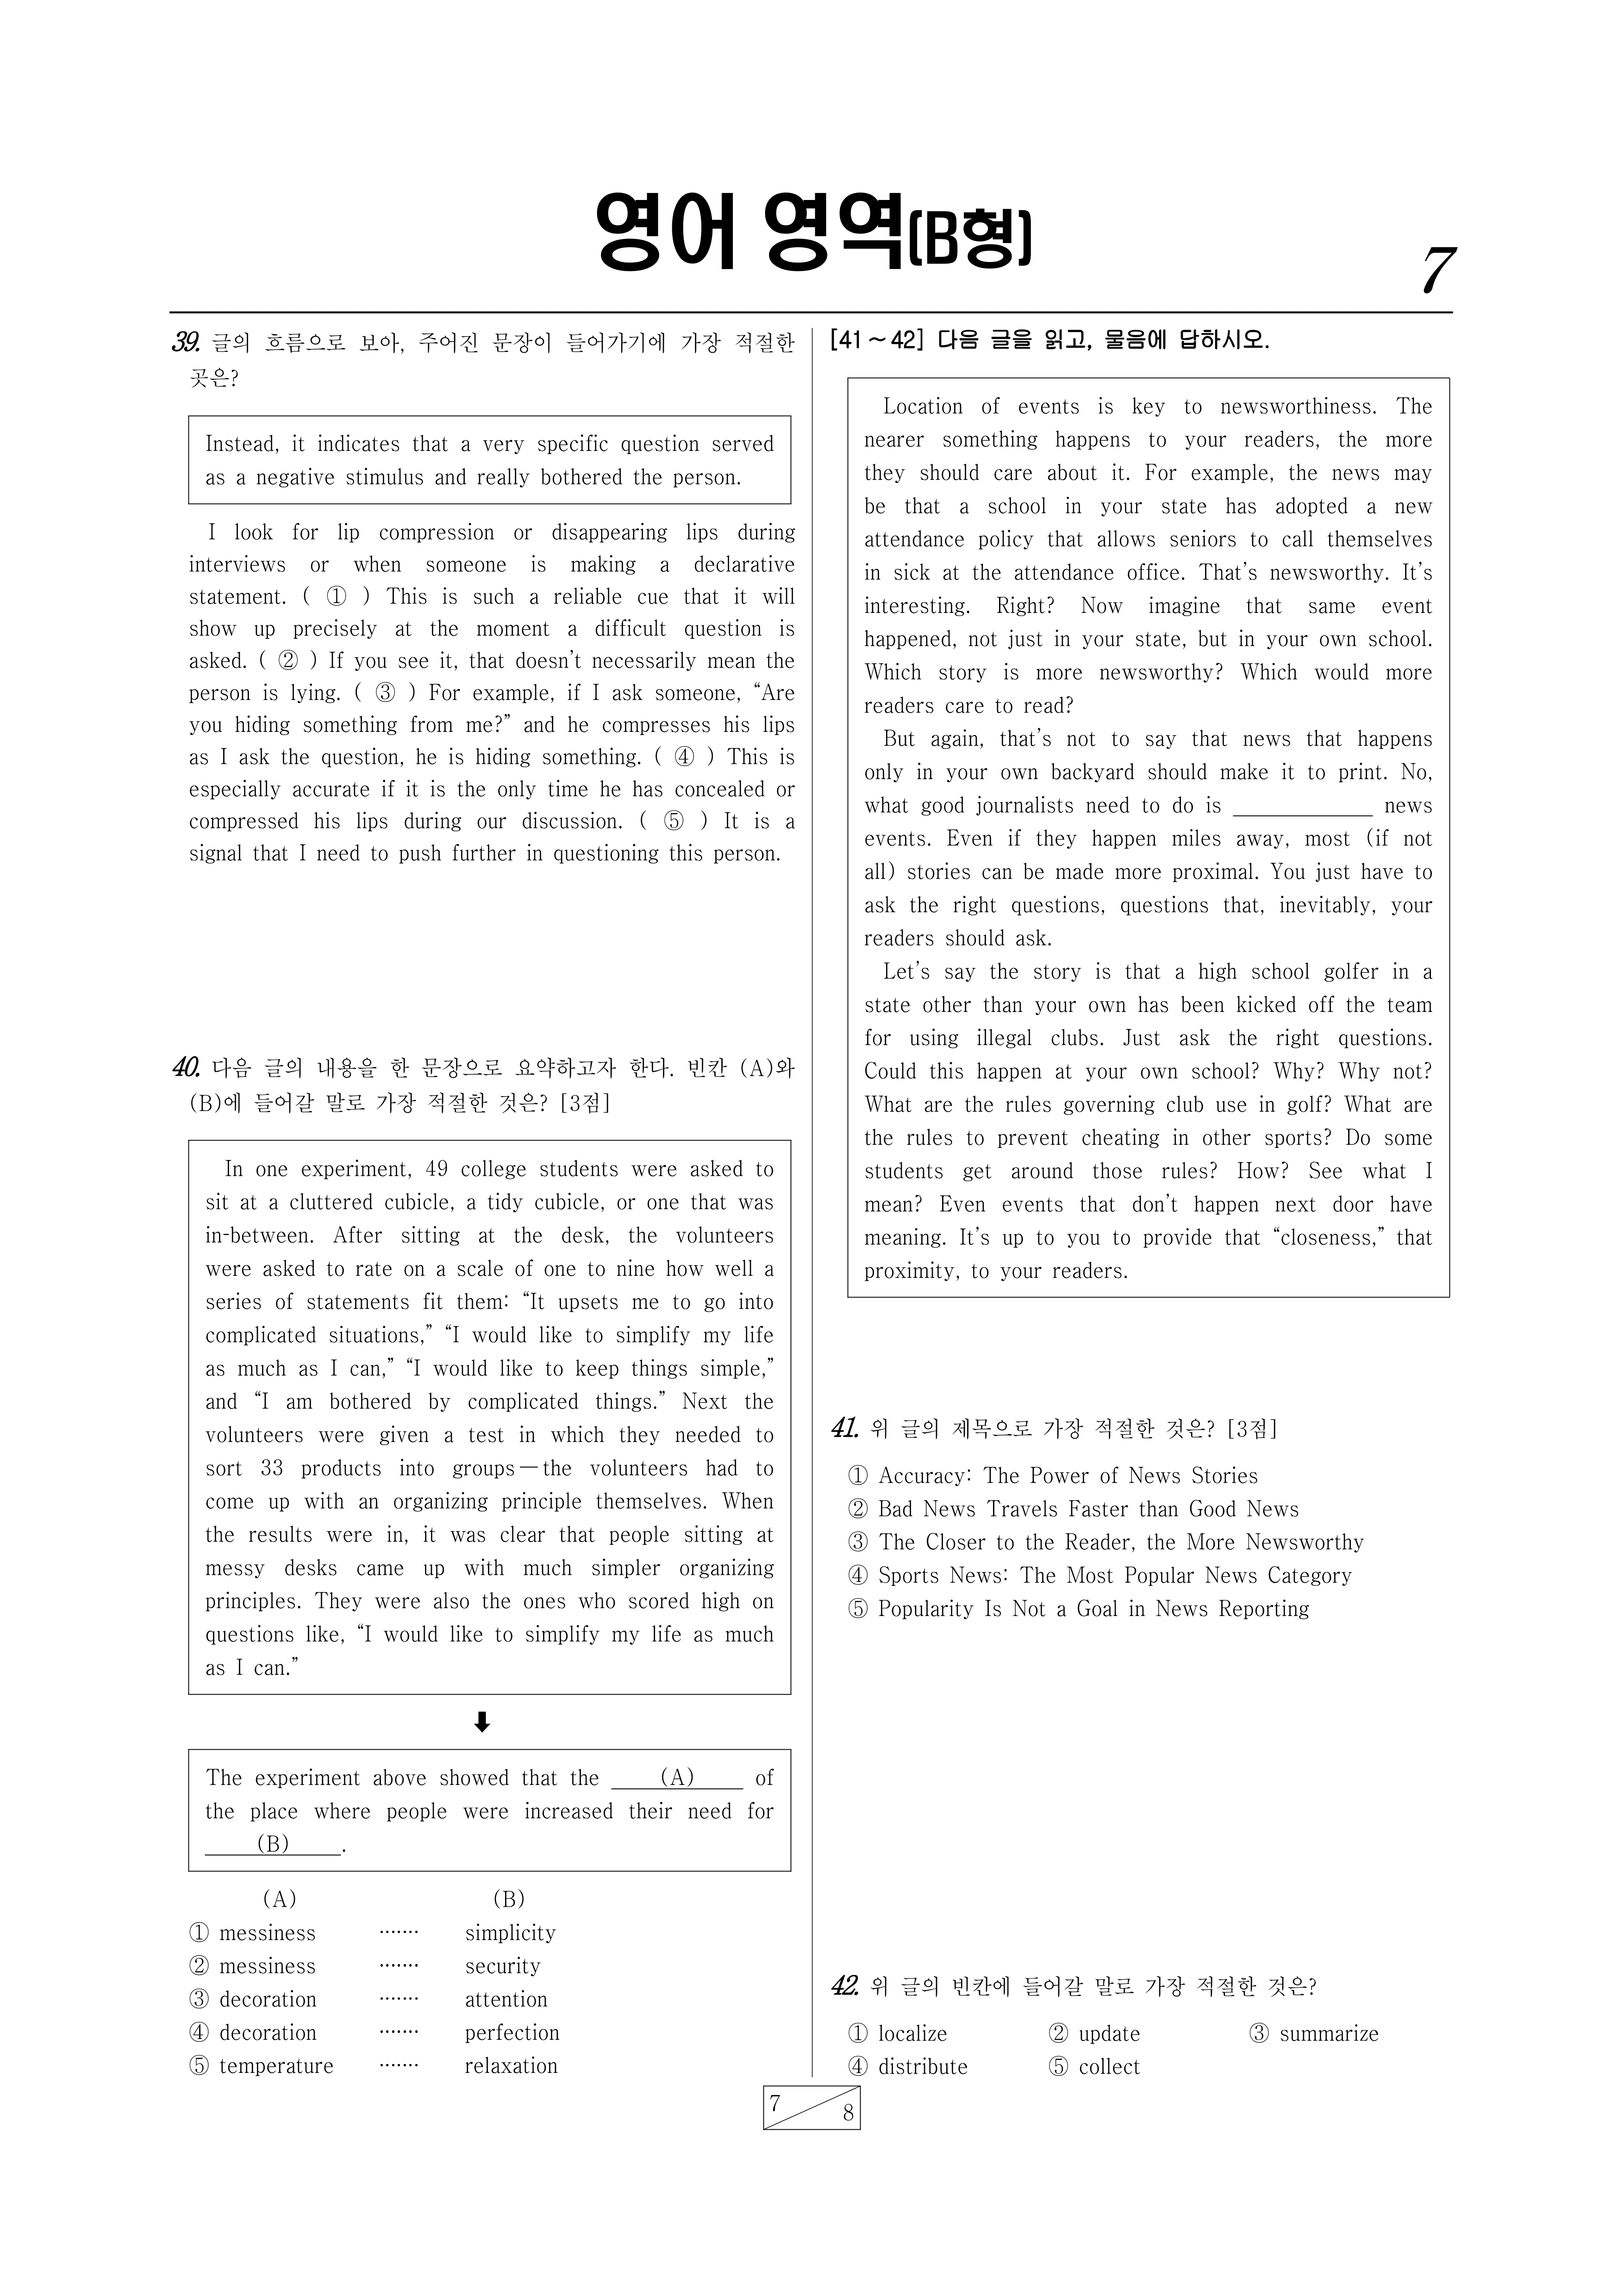 영어 영역(B형)
7
39. 글의 흐름으로 보아, 주어진 문장이 들어가기에 가장 적절한
곳은?
Instead, it indicates that a very specific question served
as a negative stimulus and really bothered the person.
I look for lip compression or disappearing lips during
interviews or when someone is making a declarative
statement. ( ① ) This is such a reliable cue that it will
show up precisely at the moment a difficult question is
asked. ( ② ) If you see it, that doesn’t necessarily mean the
person is lying. ( ③ ) For example, if I ask someone, “Are
you hiding something from me?” and he compresses his lips
as I ask the question, he is hiding something. ( ④ ) This is
especially accurate if it is the only time he has concealed or
compressed his lips during our discussion. ( ⑤ ) It is a
signal that I need to push further in questioning this person.
40. 다음 글의 내용을 한 문장으로 요약하고자 한다. 빈칸 (A)와
(B)에 들어갈 말로 가장 적절한 것은? [3점]
In one experiment, 49 college students were asked to
sit at a cluttered cubicle, a tidy cubicle, or one that was
in-between. After sitting at the desk, the volunteers
were asked to rate on a scale of one to nine how well a
series of statements fit them: “It upsets me to go into
complicated situations,” “I would like to simplify my life
as much as I can,” “I would like to keep things simple,”
and “I am bothered by complicated things.” Next the
volunteers were given a test in which they needed to
sort 33 products into groups — the volunteers had to
come up with an organizing principle themselves. When
the results were in, it was clear that people sitting at
messy desks came up with much simpler organizing
principles. They were also the ones who scored high on
questions like, “I would like to simplify my life as much
as I can.”
⬇
The experiment above showed that the ___(A)___ of
the place where people were increased their need for
___(B)___.
(A) (B)
① messiness ······· simplicity
② messiness ······· security
③ decoration ······· attention
④ decoration ······· perfection
⑤ temperature ······· relaxation
[41～42] 다음 글을 읽고, 물음에 답하시오.
Location of events is key to newsworthiness. The
nearer something happens to your readers, the more
they should care about it. For example, the news may
be that a school in your state has adopted a new
attendance policy that allows seniors to call themselves
in sick at the attendance office. That’s newsworthy. It’s
interesting. Right? Now imagine that same event
happened, not just in your state, but in your own school.
Which story is more newsworthy? Which would more
readers care to read?
But again, that’s not to say that news that happens
only in your own backyard should make it to print. No,
what good journalists need to do is ____________ news
events. Even if they happen miles away, most (if not
all) stories can be made more proximal. You just have to
ask the right questions, questions that, inevitably, your
readers should ask.
Let’s say the story is that a high school golfer in a
state other than your own has been kicked off the team
for using illegal clubs. Just ask the right questions.
Could this happen at your own school? Why? Why not?
What are the rules governing club use in golf? What are
the rules to prevent cheating in other sports? Do some
students get around those rules? How? See what I
mean? Even events that don’t happen next door have
meaning. It’s up to you to provide that “closeness,” that
proximity, to your readers.
41. 위 글의 제목으로 가장 적절한 것은? [3점]
① Accuracy: The Power of News Stories
② Bad News Travels Faster than Good News
③ The Closer to the Reader, the More Newsworthy
④ Sports News: The Most Popular News Category
⑤ Popularity Is Not a Goal in News Reporting
42. 위 글의 빈칸에 들어갈 말로 가장 적절한 것은?
① localize ② update ③ summarize
④ distribute ⑤ collect
7
8